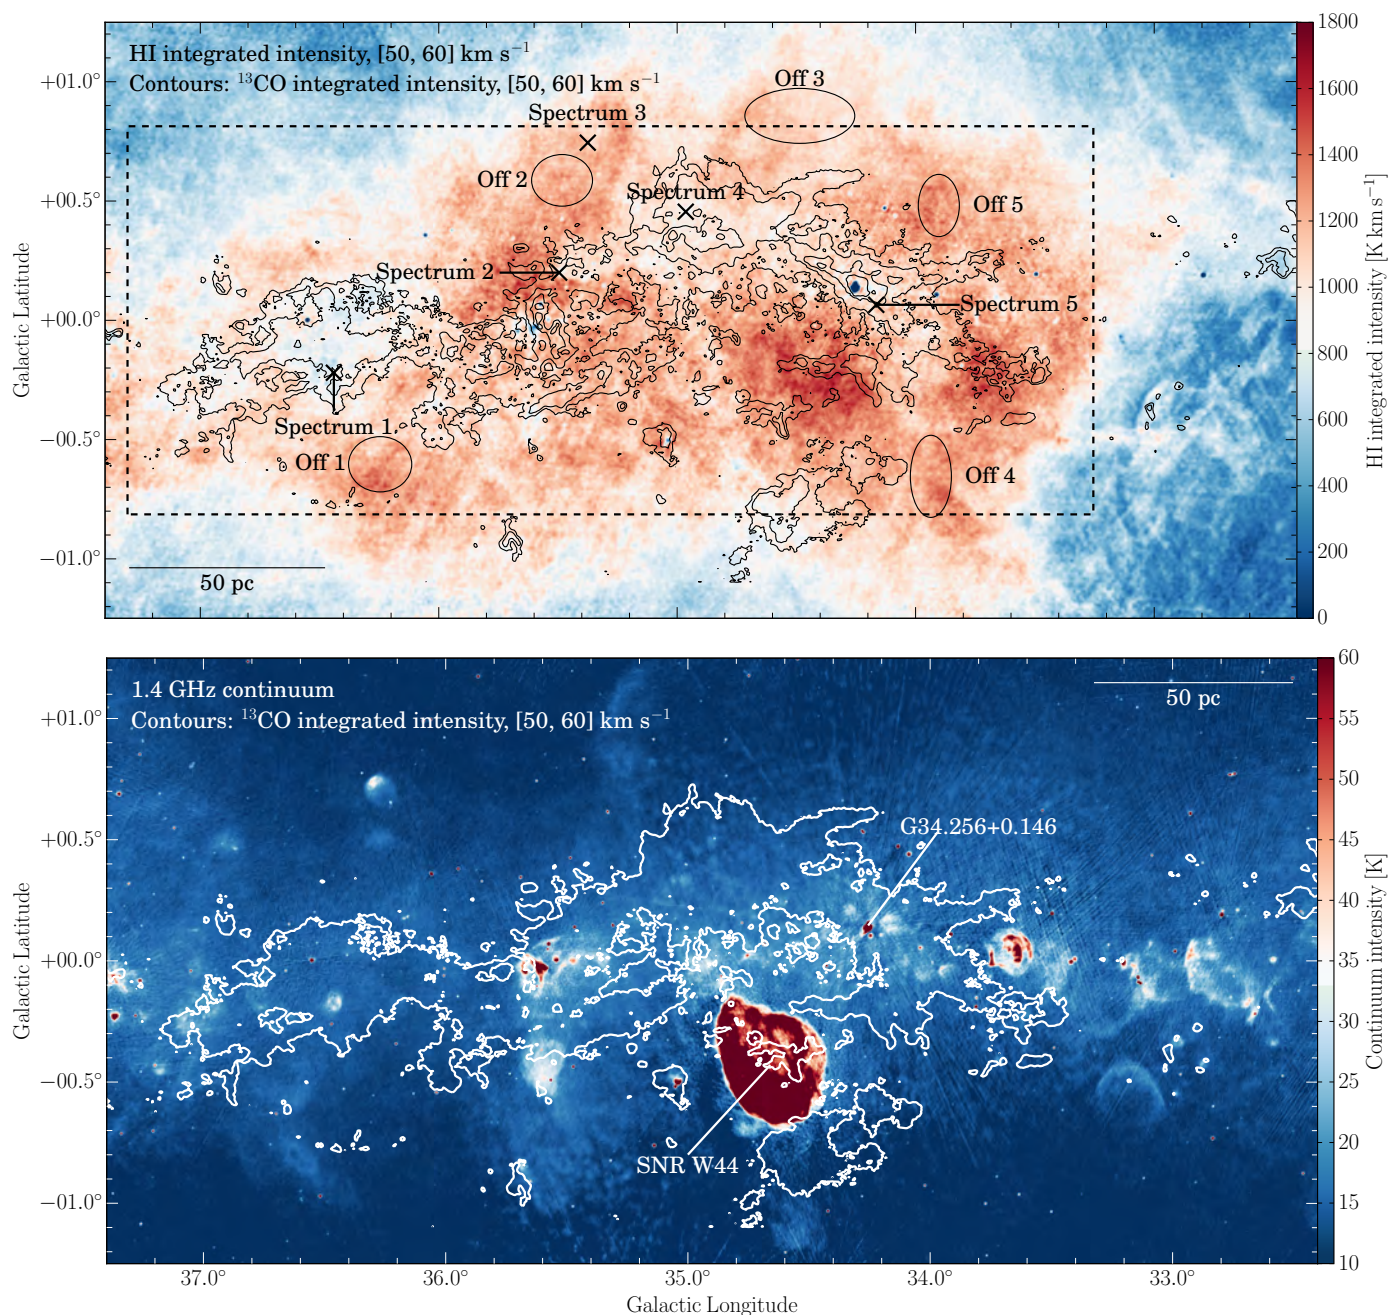 HI integrated intensity, [50, 60] km s⁻¹
Contours: ¹³CO integrated intensity, [50, 60] km s⁻¹
Off 3
Spectrum 3
Off 2
Spectrum 4
Off 5
Spectrum 2
Spectrum 5
Spectrum 1
Off 1
Off 4
50 pc
+01.0°
+00.5°
+00.0°
−00.5°
−01.0°
Galactic Latitude
1800
1600
1400
1200
1000
800
600
400
200
0
HI integrated intensity [K km s⁻¹]
1.4 GHz continuum
Contours: ¹³CO integrated intensity, [50, 60] km s⁻¹
50 pc
G34.256+0.146
SNR W44
+01.0°
+00.5°
+00.0°
−00.5°
−01.0°
Galactic Latitude
37.0°
36.0°
35.0°
34.0°
33.0°
Galactic Longitude
60
55
50
45
40
35
30
25
20
15
10
Continuum intensity [K]